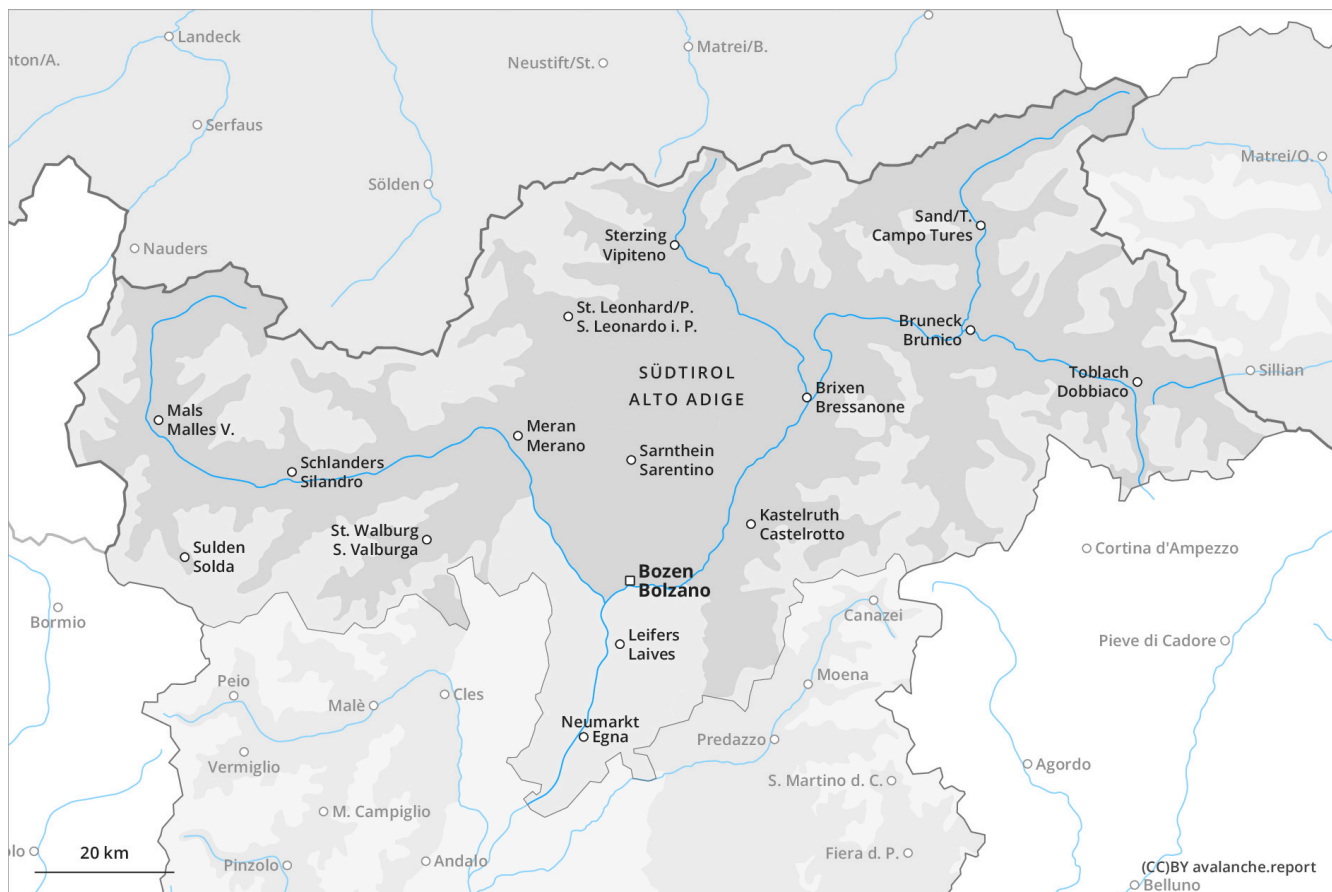 Landeck
nton/A.
Matrei/B.
Neustift/St.
Serfaus
Matrei/O.
Sölden
Sand/T.
Campo Tures
Sterzing
Vipiteno
Nauders
St. Leonhard/P.
S. Leonardo i. P.
Bruneck
Brunico
SÜDTIROL
ALTO ADIGE
Toblach
Dobbiaco
Sillian
Brixen
Bressanone
Mals
Malles V.
Meran
Merano
Sarnthein
Sarentino
Schlanders
Silandro
Kastelruth
Castelrotto
St. Walburg
S. Valburga
Sulden
Solda
Cortina d'Ampezzo
Bozen
Bolzano
Bormio
Canazei
Leifers
Laives
Pieve di Cadore
Peio
Moena
Cles
Malè
Neumarkt
Egna
Predazzo
Vermiglio
Agordo
S. Martino d. C.
M. Campiglio
olo
20 km
Pinzolo
Andalo
Fiera d. P.
(CC)BY avalanche.report
Belluno